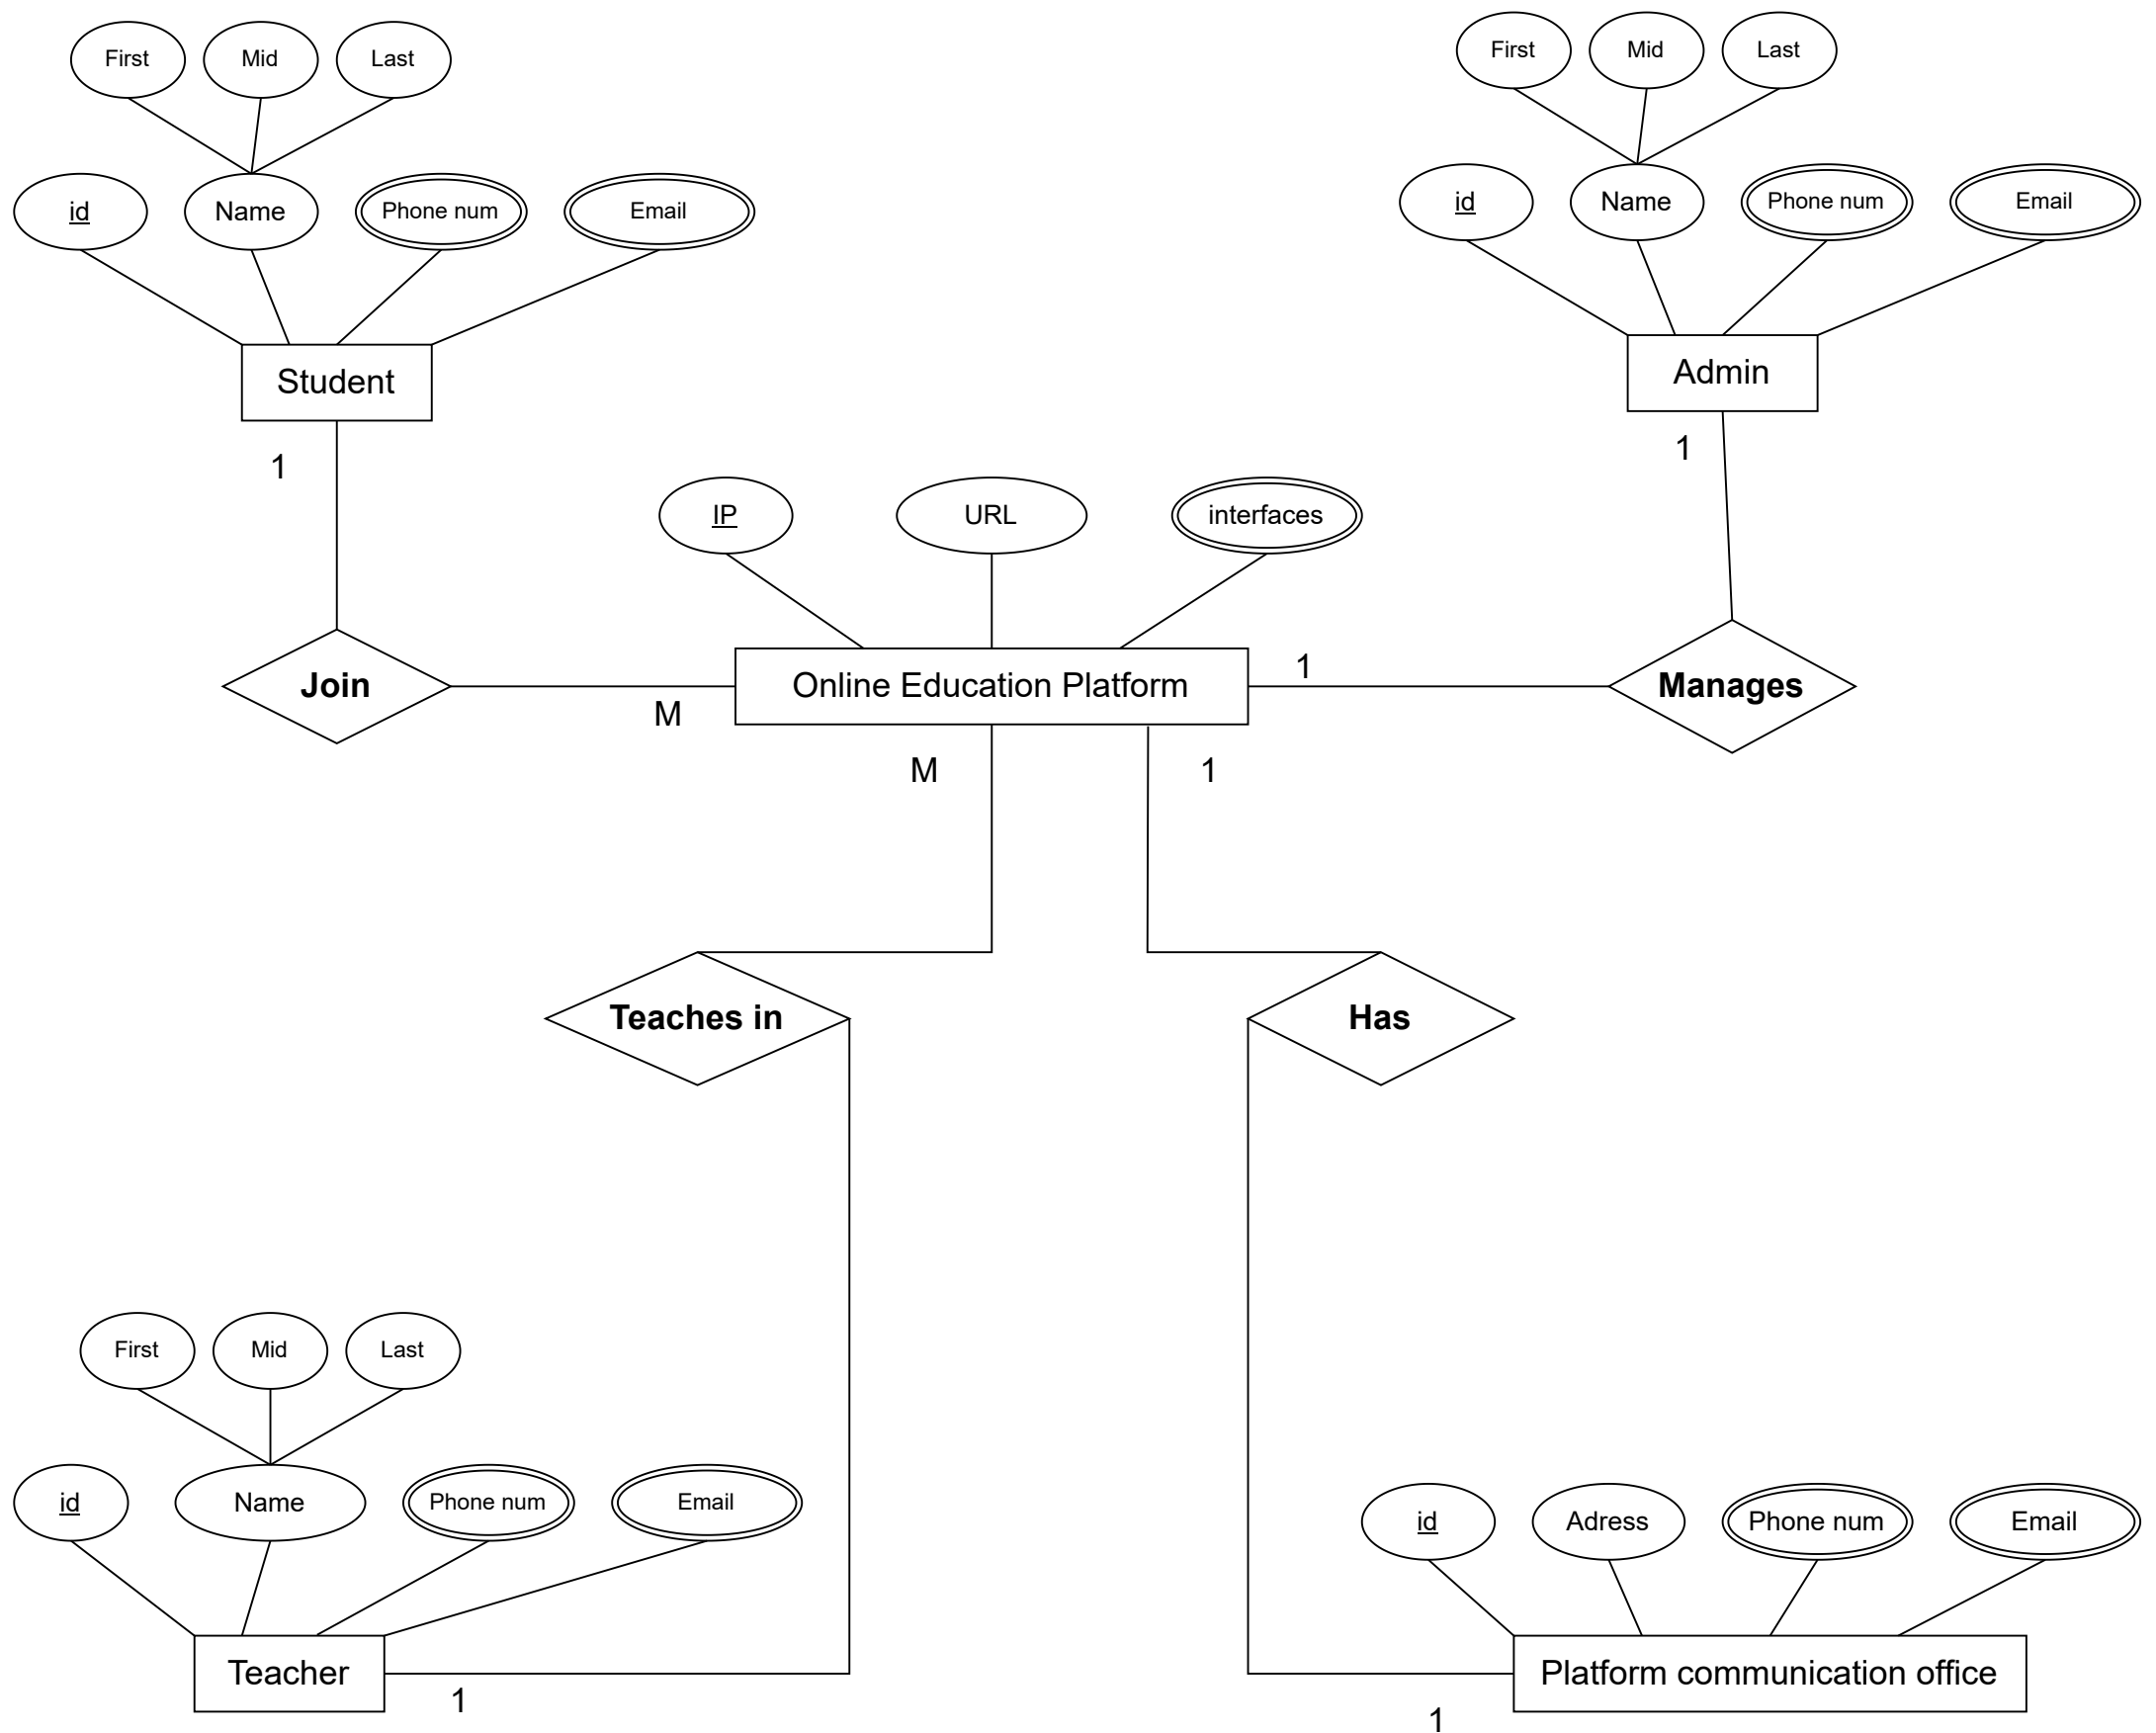 First
Mid
Last
First
Mid
Last
id
Name
Phone num
Email
id
Name
Phone num
Email
Student
Admin
1
1
IP
URL
interfaces
Join
M
Online Education Platform
1
Manages
M
1
Teaches in
Has
First
Mid
Last
id
Name
Phone num
Email
id
Adress
Phone num
Email
Teacher
1
Platform communication office
1